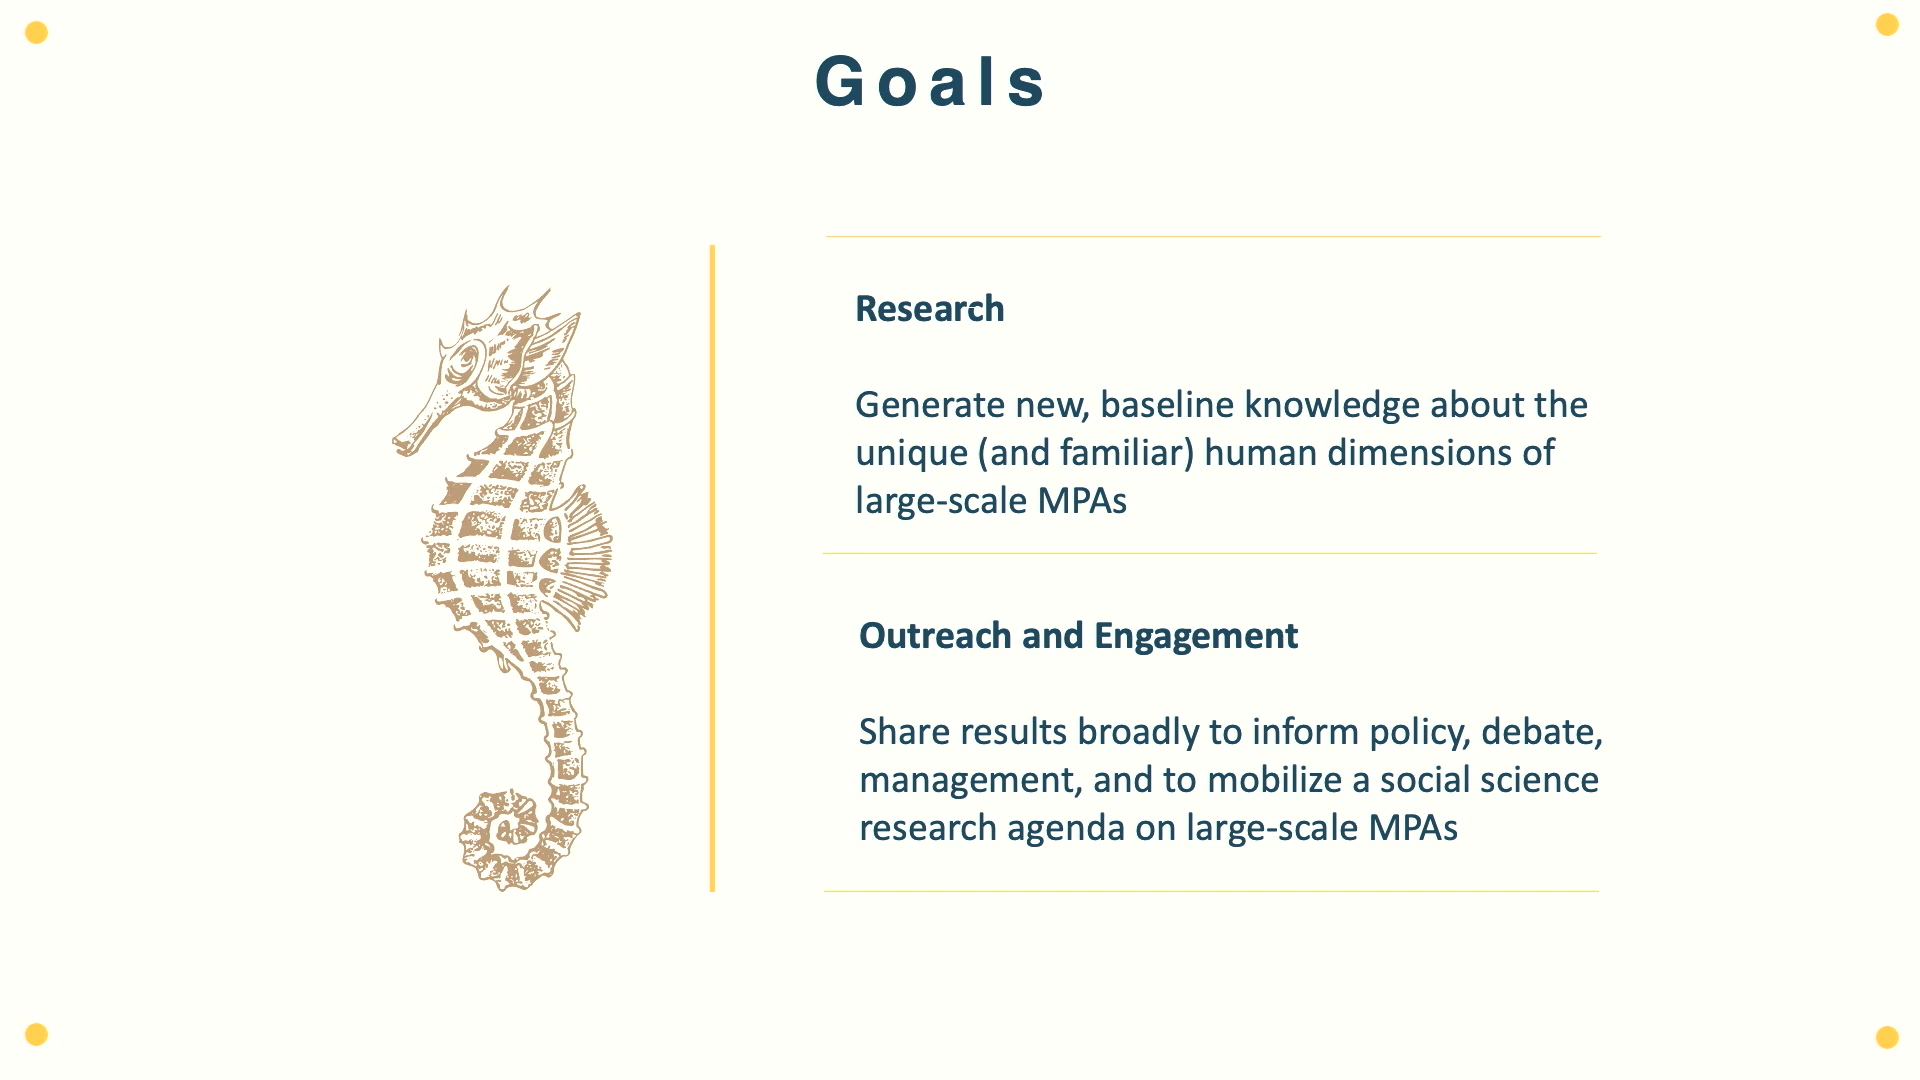 Goals
Research
Generate new, baseline knowledge about the
unique (and familiar) human dimensions of
large-scale MPAs
Outreach and Engagement
Share results broadly to inform policy, debate,
management, and to mobilize a social science
research agenda on large-scale MPAs